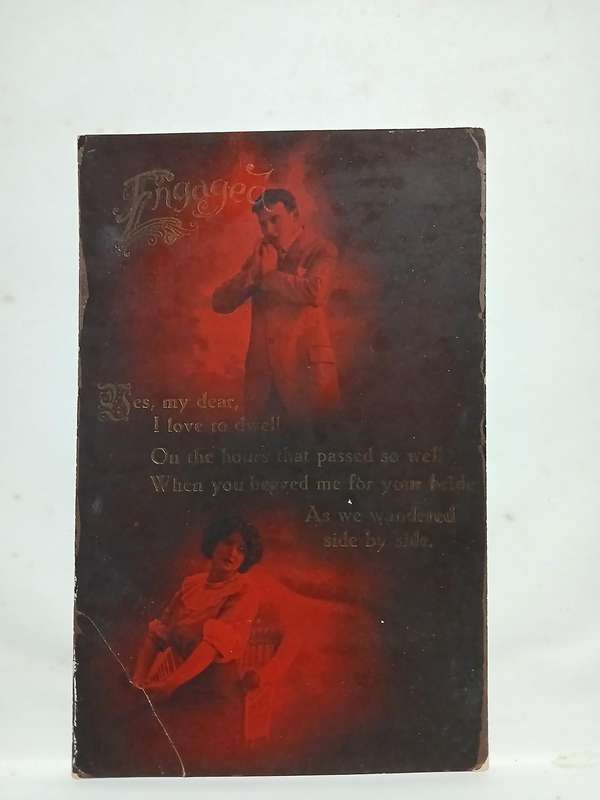 Engaged
Yes, my dear,
I love to dwell
On the hours that passed so well
When you begged me for your bride
As we wandered
side by side.